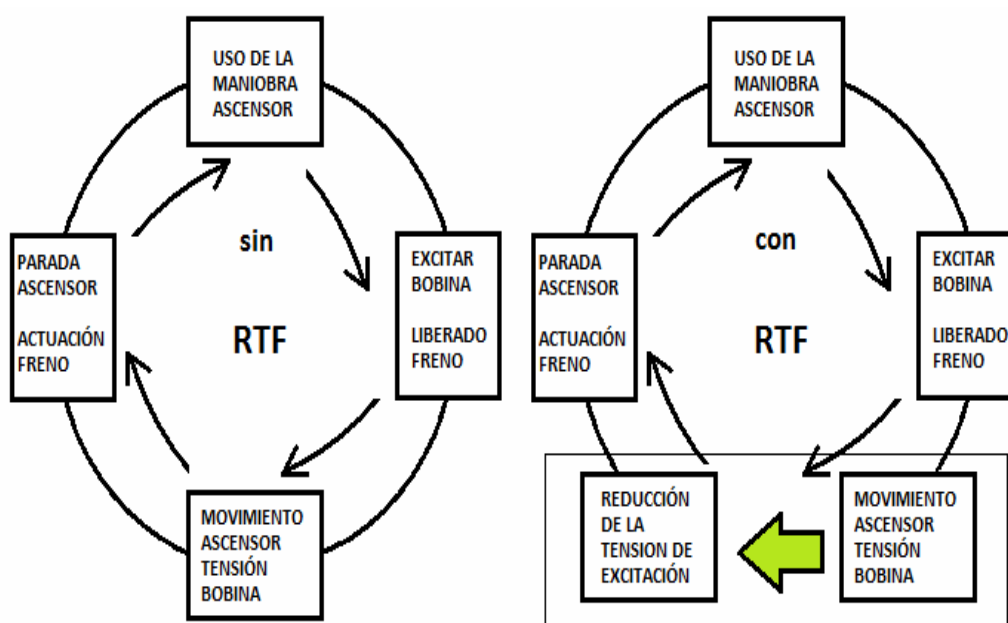 USO DE LA
MANIOBRA
ASCENSOR
sin
RTF
EXCITAR
BOBINA
LIBERADO
FRENO
MOVIMIENTO
ASCENSOR
TENSIÓN
BOBINA
PARADA
ASCENSOR
ACTUACIÓN
FRENO
USO DE LA
MANIOBRA
ASCENSOR
con
RTF
EXCITAR
BOBINA
LIBERADO
FRENO
MOVIMIENTO
ASCENSOR
TENSIÓN
BOBINA
REDUCCIÓN
DE LA
TENSION DE
EXCITACIÓN
PARADA
ASCENSOR
ACTUACIÓN
FRENO